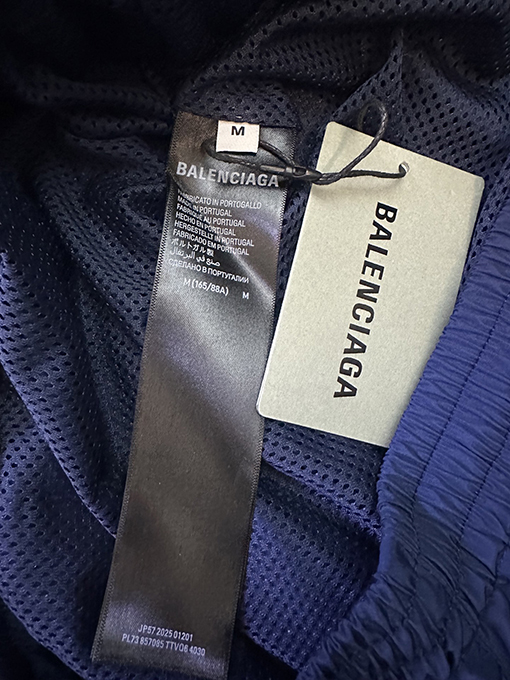 M
BALENCIAGA
FABBRICATO IN PORTOGALLO
MADE IN PORTUGAL
FABRIQUÉ AU PORTUGAL
HECHO EN PORTUGAL
HERGESTELLT IN PORTUGAL
FABRICADO EM PORTUGAL
ポルトガル製
صنع في البرتغال
СДЕЛАНО В ПОРТУГАЛИИ
M (165/88A) M
JP57 2025 01201
PL73 857085 TTVO6 4030
BALENCIAGA